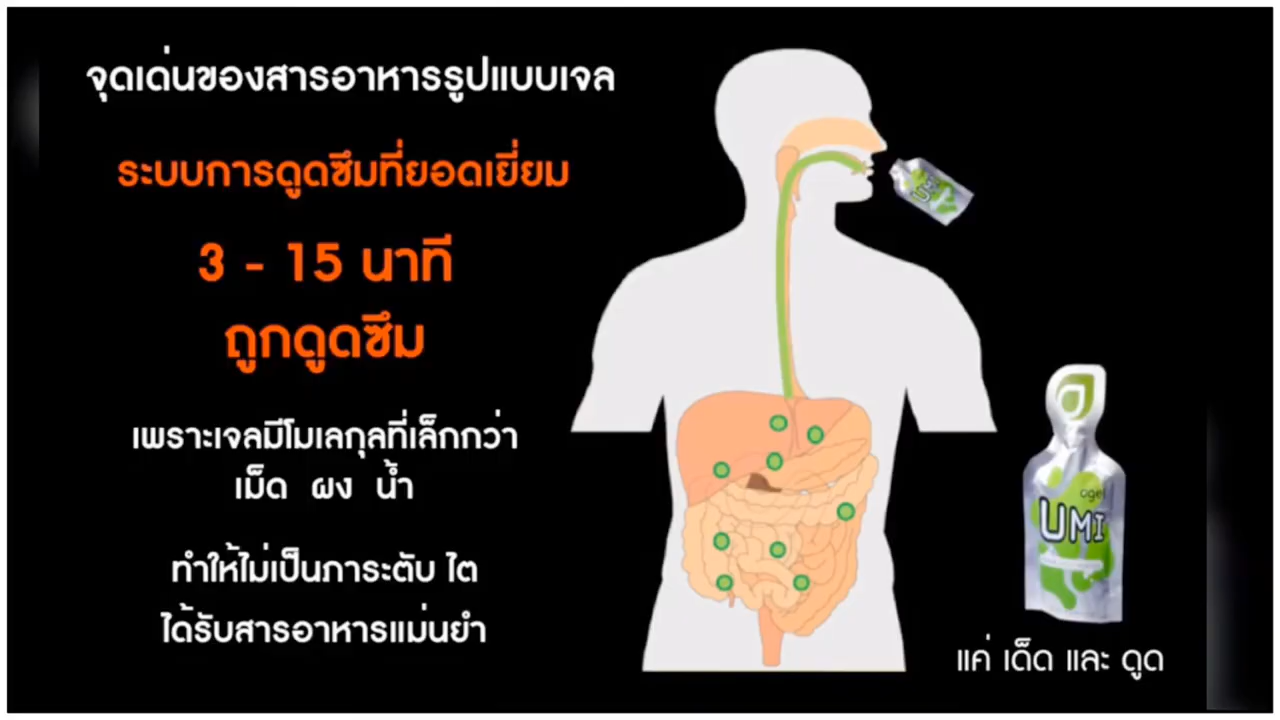 จุดเด่นของสารอาหารรูปแบบเจล
ระบบการดูดซึมที่ยอดเยี่ยม
3 - 15 นาที
ถูกดูดซึม
เพราะเจลมีโมเลกุลที่เล็กกว่า
เม็ด ผง น้ำ
ทำให้ไม่เป็นภาระตับ ไต
ได้รับสารอาหารแม่นยำ
UMI
agel
UMI
แค่ เด็ด และ ดูด